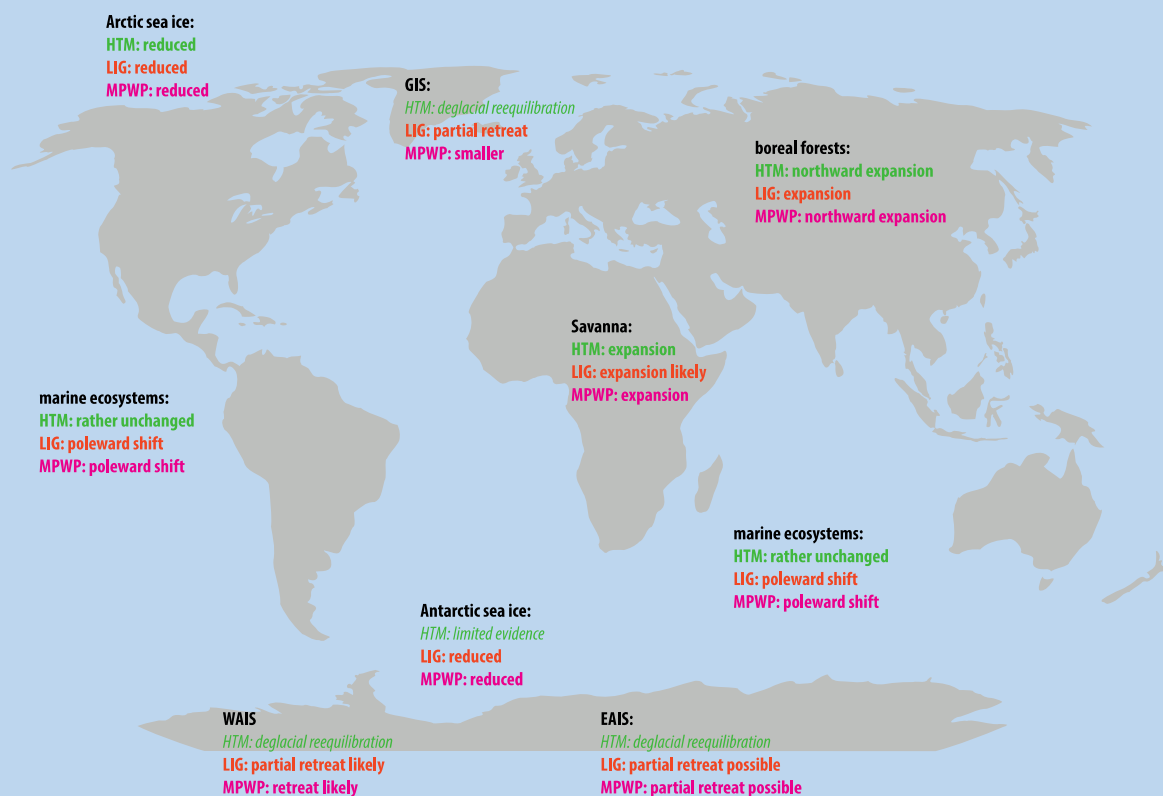 Arctic sea ice:
HTM: reduced
LIG: reduced
MPWP: reduced
GIS:
HTM: deglacial reequilibration
LIG: partial retreat
MPWP: smaller
boreal forests:
HTM: northward expansion
LIG: expansion
MPWP: northward expansion
Savanna:
HTM: expansion
LIG: expansion likely
MPWP: expansion
marine ecosystems:
HTM: rather unchanged
LIG: poleward shift
MPWP: poleward shift
marine ecosystems:
HTM: rather unchanged
LIG: poleward shift
MPWP: poleward shift
Antarctic sea ice:
HTM: limited evidence
LIG: reduced
MPWP: reduced
WAIS
HTM: deglacial reequilibration
LIG: partial retreat likely
MPWP: retreat likely
EAIS:
HTM: deglacial reequilibration
LIG: partial retreat possible
MPWP: partial retreat possible